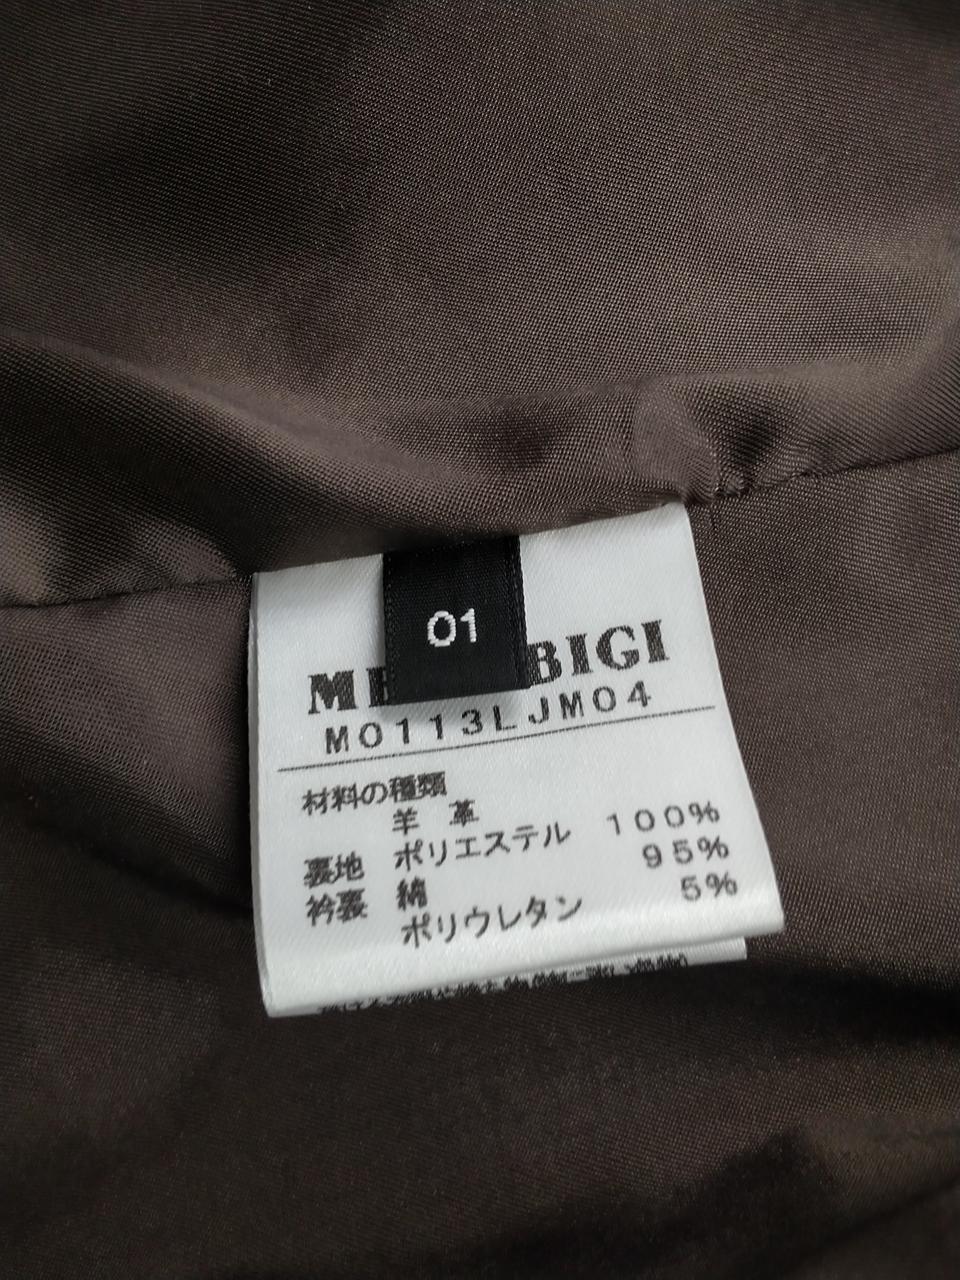 01
BIGI
M0113LJM04
材料の種類
羊 革
裏地 ポリエステル 100%
衿裏 綿 95%
ポリウレタン 5%